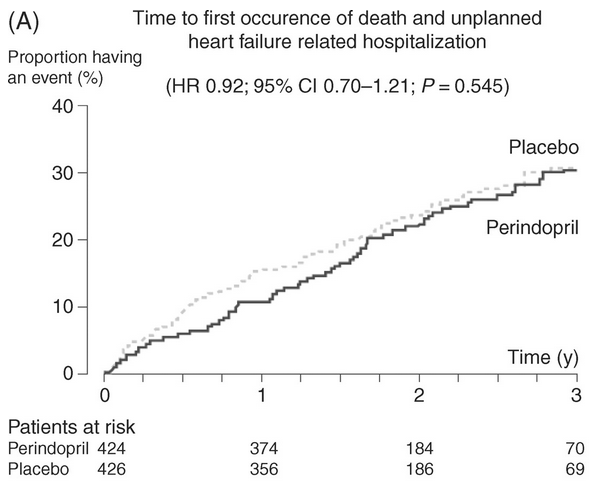 (A)
Time to first occurence of death and unplanned
heart failure related hospitalization
Proportion having
an event (%)
(HR 0.92; 95% CI 0.70–1.21; P = 0.545)
40
30
20
10
0
Placebo
Perindopril
Time (y)
0 1 2 3
Patients at risk
Perindopril 424 374 184 70
Placebo 426 356 186 69